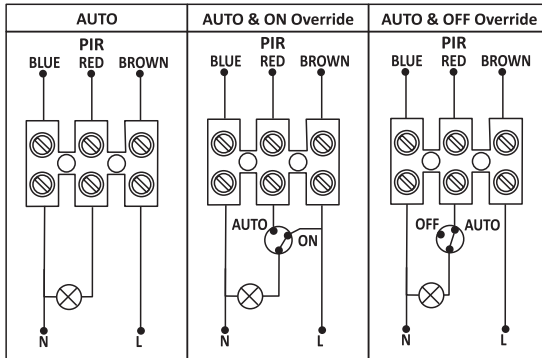 AUTO
PIR
BLUE RED BROWN
N L
AUTO & ON Override
PIR
BLUE RED BROWN
AUTO
ON
N L
AUTO & OFF Override
PIR
BLUE RED BROWN
OFF AUTO
N L